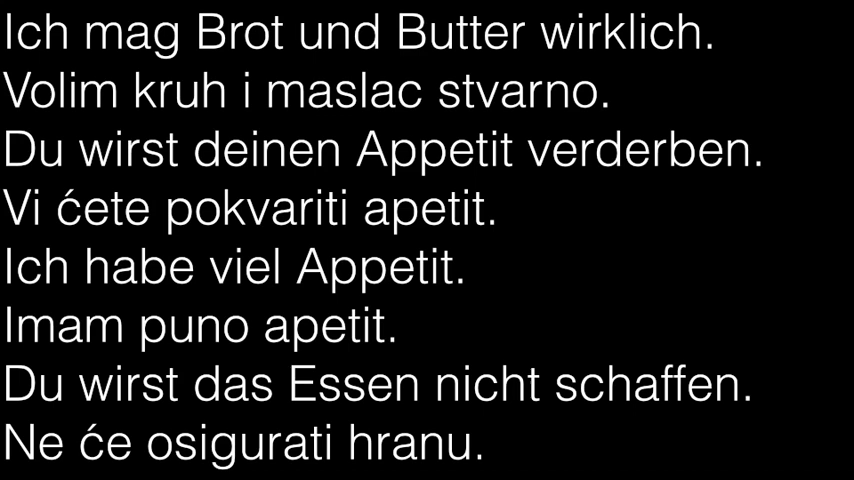 Ich mag Brot und Butter wirklich.
Volim kruh i maslac stvarno.
Du wirst deinen Appetit verderben.
Vi ćete pokvariti apetit.
Ich habe viel Appetit.
Imam puno apetit.
Du wirst das Essen nicht schaffen.
Ne će osigurati hranu.